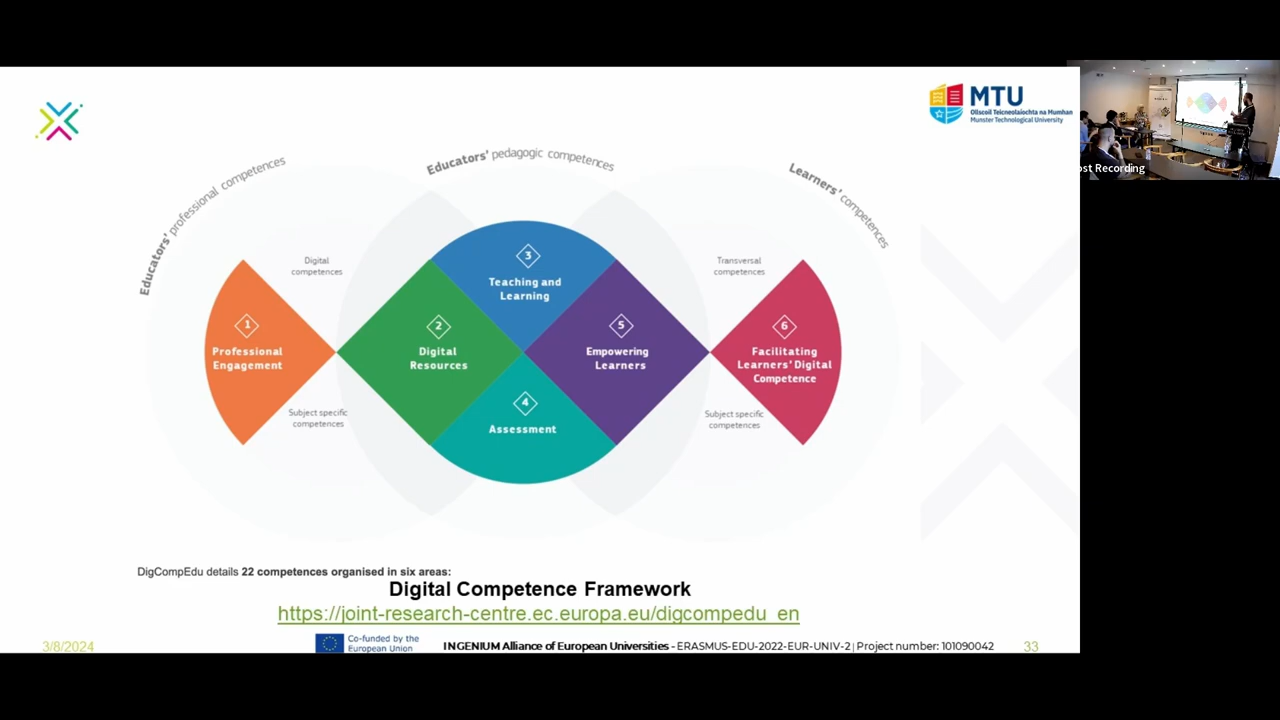 MTU
Ollscoil Teicneolaíochta na Mumhan
Munster Technological University
Educators' professional competences
Educators' pedagogic competences
Learners' competences
Digital
competences
Transversal
competences
3
Teaching and
Learning
1
Professional
Engagement
2
Digital
Resources
5
Empowering
Learners
6
Facilitating
Learners' Digital
Competence
4
Assessment
Subject specific
competences
Subject specific
competences
ost Recording
DigCompEdu details 22 competences organised in six areas:
Digital Competence Framework
https://joint-research-centre.ec.europa.eu/digcompedu_en
3/8/2024
Co-funded by the
European Union
INGENIUM Alliance of European Universities - ERASMUS-EDU-2022-EUR-UNIV-2 | Project number: 101090042
33